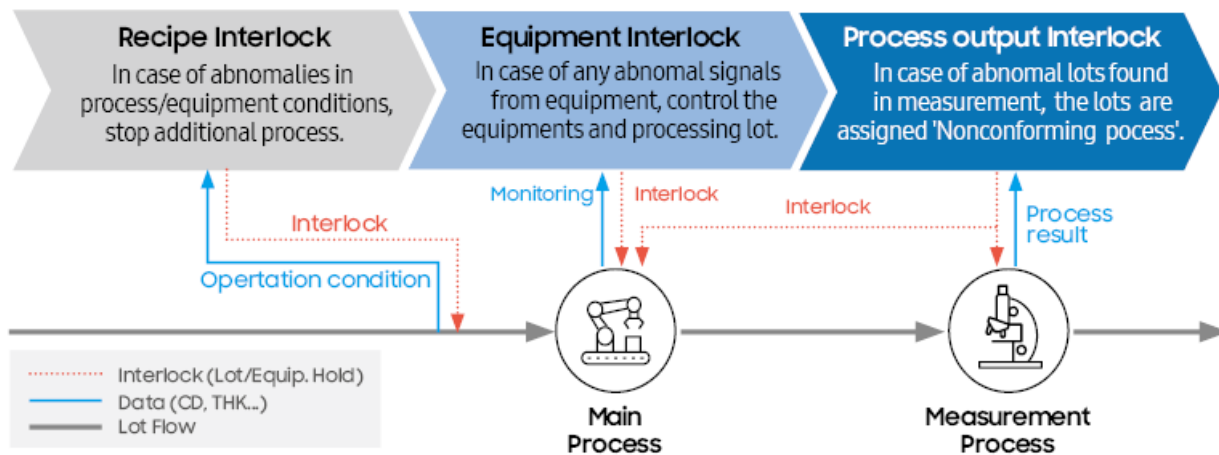 Recipe Interlock
In case of abnomalies in
process/equipment conditions,
stop additional process.
Equipment Interlock
In case of any abnomal signals
from equipment, control the
equipments and processing lot.
Process output Interlock
In case of abnomal lots found
in measurement, the lots are
assigned 'Nonconforming pocess'.
Interlock
Opertation condition
Monitoring
Interlock
Interlock
Process
result
Interlock (Lot/Equip. Hold)
Data (CD, THK...)
Lot Flow
Main
Process
Measurement
Process